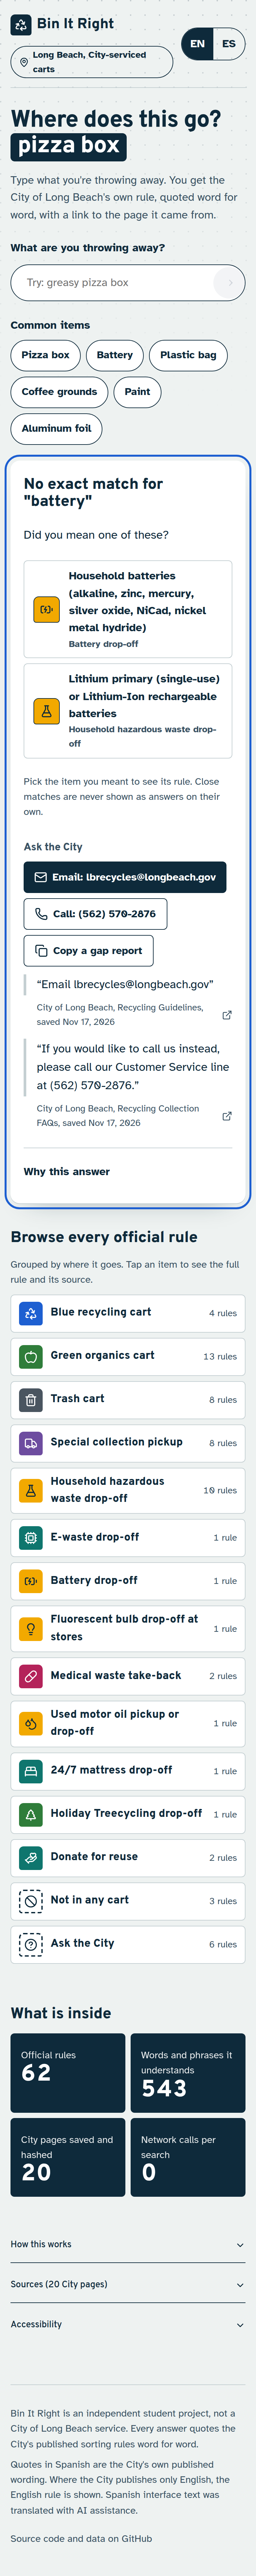 Bin It Right
Long Beach, City-serviced
carts
EN
ES
Where does this go?
pizza box
Type what you're throwing away. You get the
City of Long Beach's own rule, quoted word for
word, with a link to the page it came from.
What are you throwing away?
Try: greasy pizza box
Common items
Pizza box
Battery
Plastic bag
Coffee grounds
Paint
Aluminum foil
No exact match for
"battery"
Did you mean one of these?
Household batteries
(alkaline, zinc, mercury,
silver oxide, NiCad, nickel
metal hydride)
Battery drop-off
Lithium primary (single-use)
or Lithium-Ion rechargeable
batteries
Household hazardous waste drop-
off
Pick the item you meant to see its rule. Close
matches are never shown as answers on their
own.
Ask the City
Email: lbrecycles@longbeach.gov
Call: (562) 570-2876
Copy a gap report
“Email lbrecycles@longbeach.gov”
City of Long Beach, Recycling Guidelines,
saved Nov 17, 2026
“If you would like to call us instead,
please call our Customer Service line
at (562) 570-2876.”
City of Long Beach, Recycling Collection
FAQs, saved Nov 17, 2026
Why this answer
Browse every official rule
Grouped by where it goes. Tap an item to see the full
rule and its source.
Blue recycling cart
4 rules
Green organics cart
13 rules
Trash cart
8 rules
Special collection pickup
8 rules
Household hazardous
waste drop-off
10 rules
E-waste drop-off
1 rule
Battery drop-off
1 rule
Fluorescent bulb drop-off at
stores
1 rule
Medical waste take-back
2 rules
Used motor oil pickup or
drop-off
1 rule
24/7 mattress drop-off
1 rule
Holiday Treecycling drop-off
1 rule
Donate for reuse
2 rules
Not in any cart
3 rules
Ask the City
6 rules
What is inside
Official rules
62
Words and phrases it
understands
543
City pages saved and
hashed
20
Network calls per
search
0
How this works
Sources (20 City pages)
Accessibility
Bin It Right is an independent student project, not a
City of Long Beach service. Every answer quotes the
City's published sorting rules word for word.
Quotes in Spanish are the City's own published
wording. Where the City publishes only English, the
English rule is shown. Spanish interface text was
translated with AI assistance.
Source code and data on GitHub